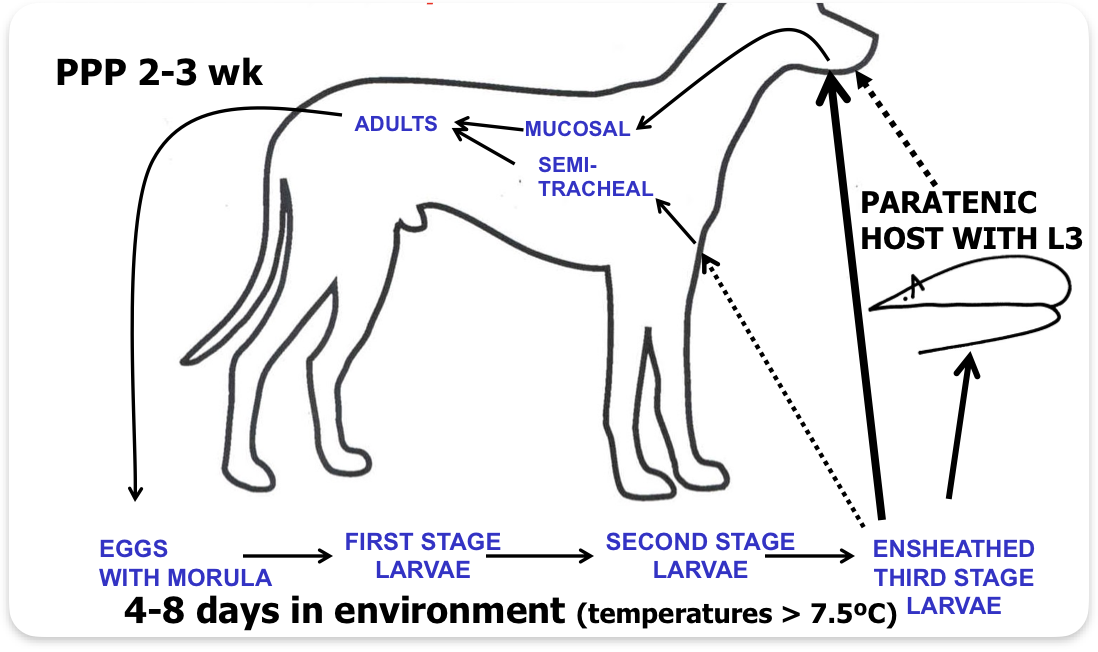 PPP 2-3 wk
ADULTS
MUCOSAL
SEMI-
TRACHEAL
PARATENIC
HOST WITH L3
EGGS
WITH MORULA
FIRST STAGE
LARVAE
SECOND STAGE
LARVAE
ENSHEATHED
THIRD STAGE
LARVAE
4-8 days in environment (temperatures > 7.5ºC)